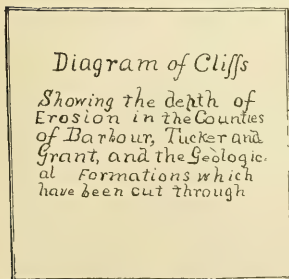 Diagram of Cliffs
Showing the depth of
Erosion in the Counties
of Barbour, Tucker and
Grant, and the Geologic-
al Formations which
have been cut through